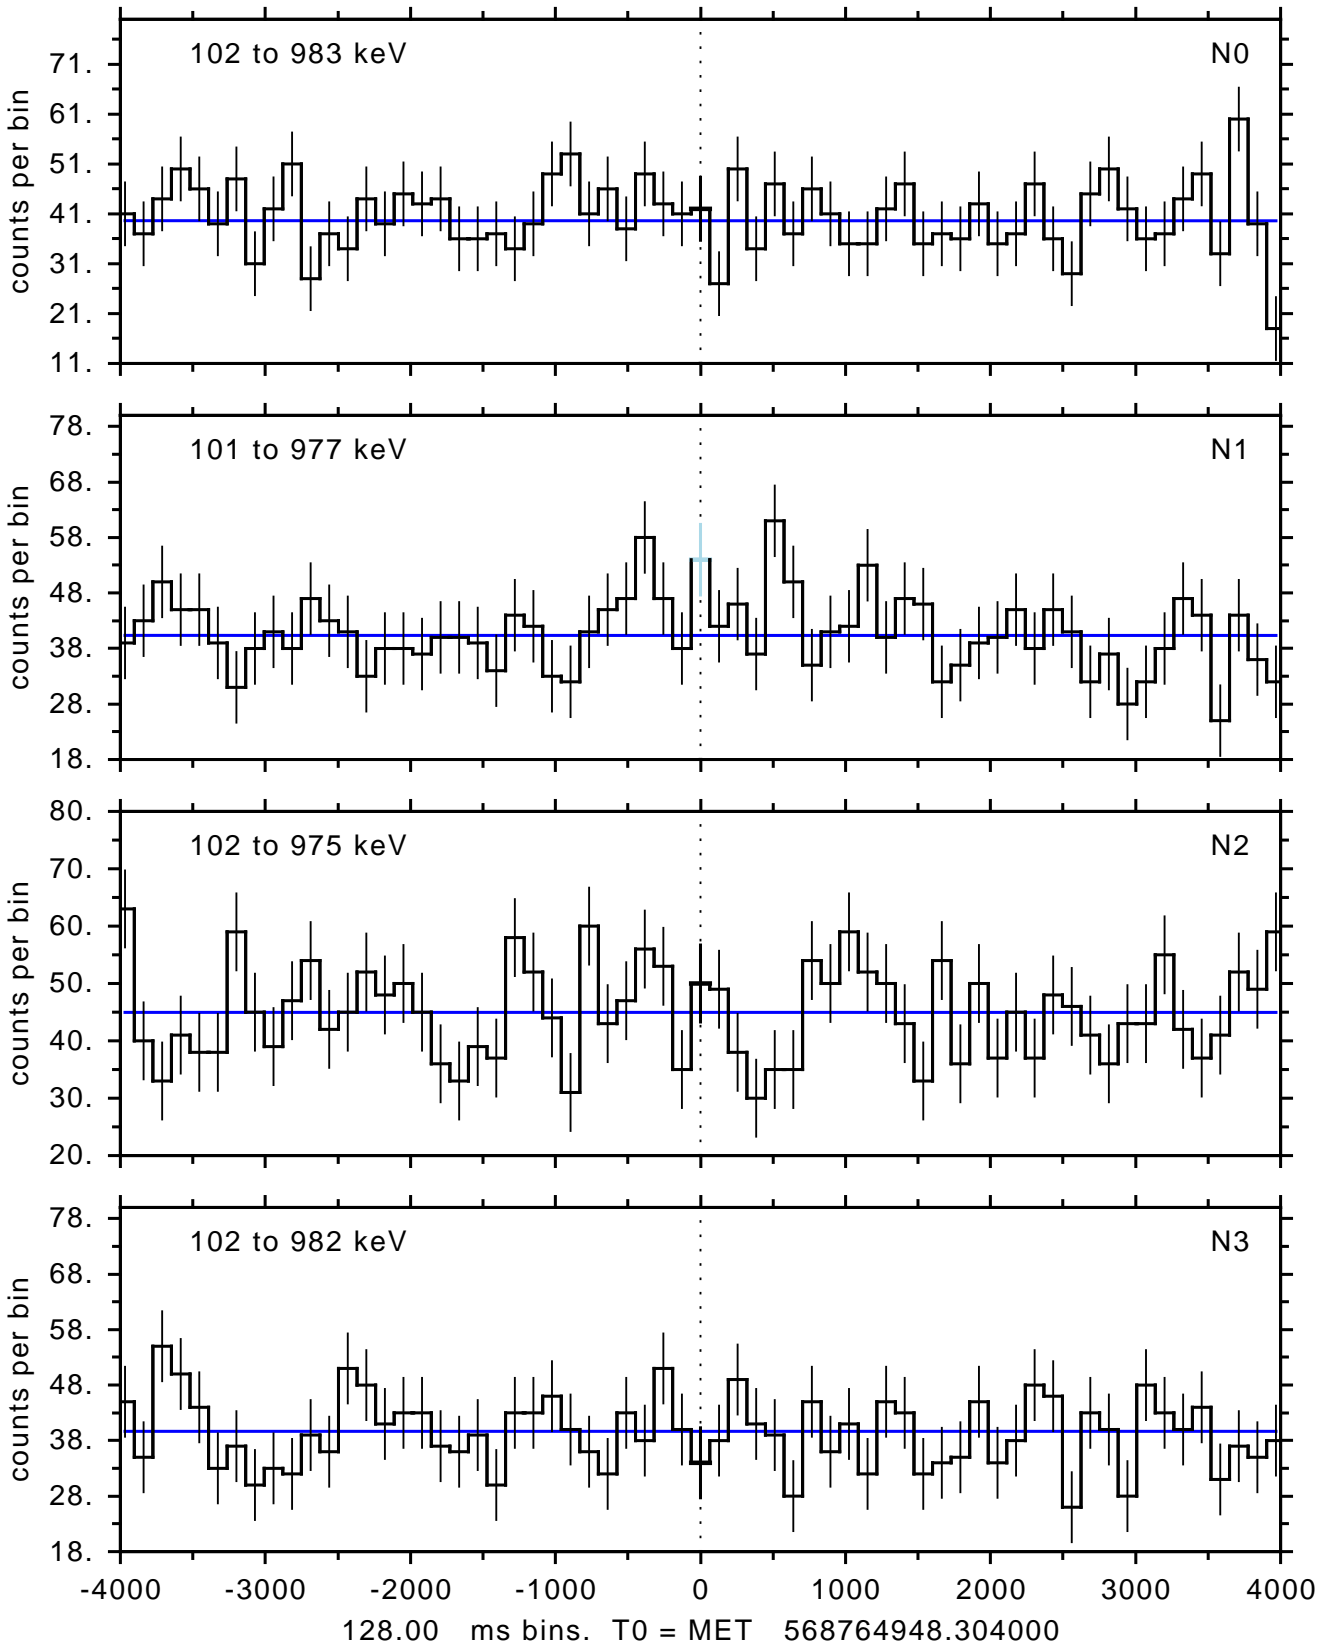 102 to 983 keV N0
71.
61.
51.
41.
31.
21.
11.
counts per bin
101 to 977 keV N1
78.
68.
58.
48.
38.
28.
18.
counts per bin
102 to 975 keV N2
80.
70.
60.
50.
40.
30.
20.
counts per bin
102 to 982 keV N3
78.
68.
58.
48.
38.
28.
18.
counts per bin
-4000 -3000 -2000 -1000 0 1000 2000 3000 4000
128.00 ms bins. T0 = MET 568764948.304000